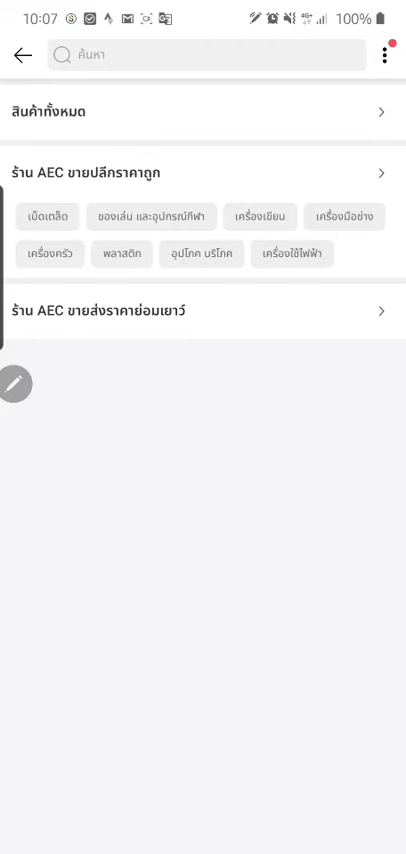 10:07 4G+ 100%
ค้นหา
สินค้าทั้งหมด
ร้าน AEC ขายปลีกราคาถูก
เบ็ดเตล็ด ของเล่น และอุปกรณ์กีฬา เครื่องเขียน เครื่องมือช่าง
เครื่องครัว พลาสติก อุปโภค บริโภค เครื่องใช้ไฟฟ้า
ร้าน AEC ขายส่งราคาย่อมเยาว์